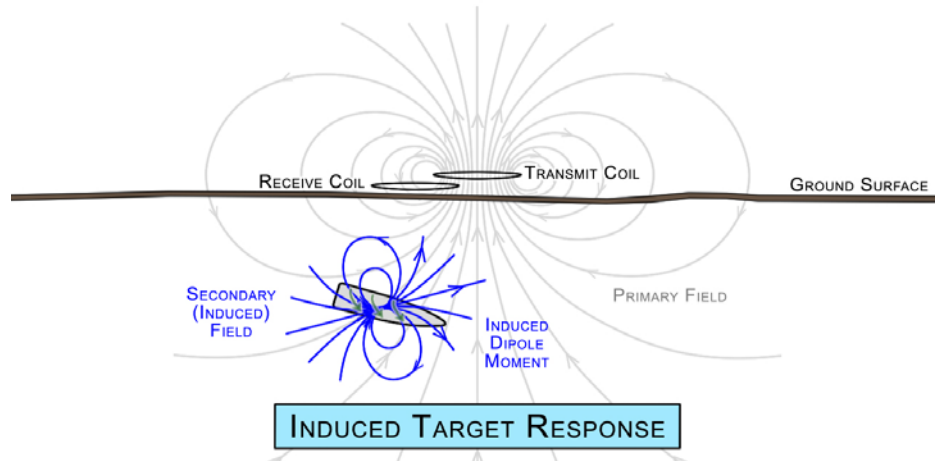 Receive Coil
Transmit Coil
Ground Surface
Secondary
(Induced)
Field
Primary Field
Induced
Dipole
Moment
Induced Target Response